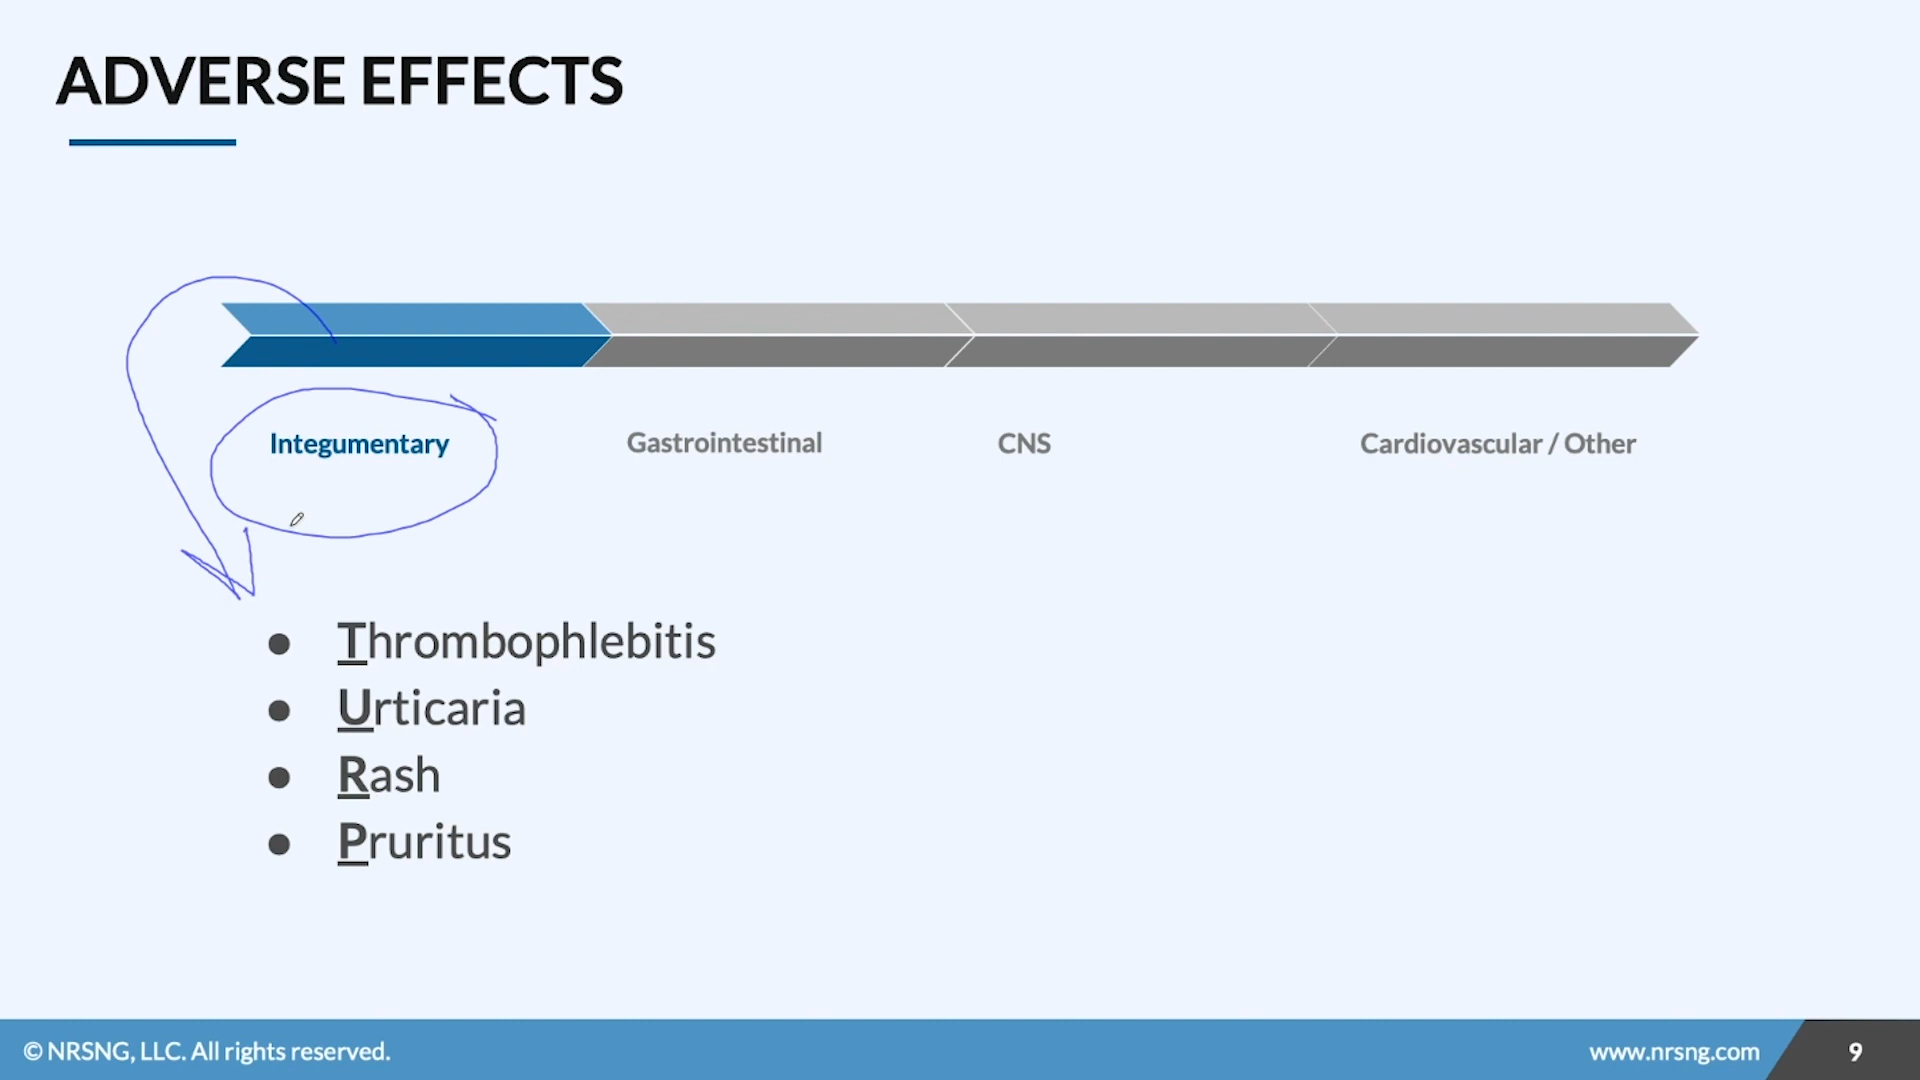 ADVERSE EFFECTS
Integumentary
Gastrointestinal
CNS
Cardiovascular / Other
● Thrombophlebitis
● Urticaria
● Rash
● Pruritus
© NRSNG, LLC. All rights reserved.
www.nrsng.com
9